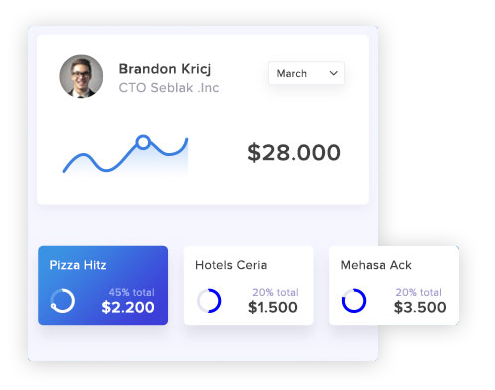 Brandon Kricj
CTO Seblak .Inc
March
$28.000
Pizza Hitz
45% total
$2.200
Hotels Ceria
20% total
$1.500
Mehasa Ack
20% total
$3.500